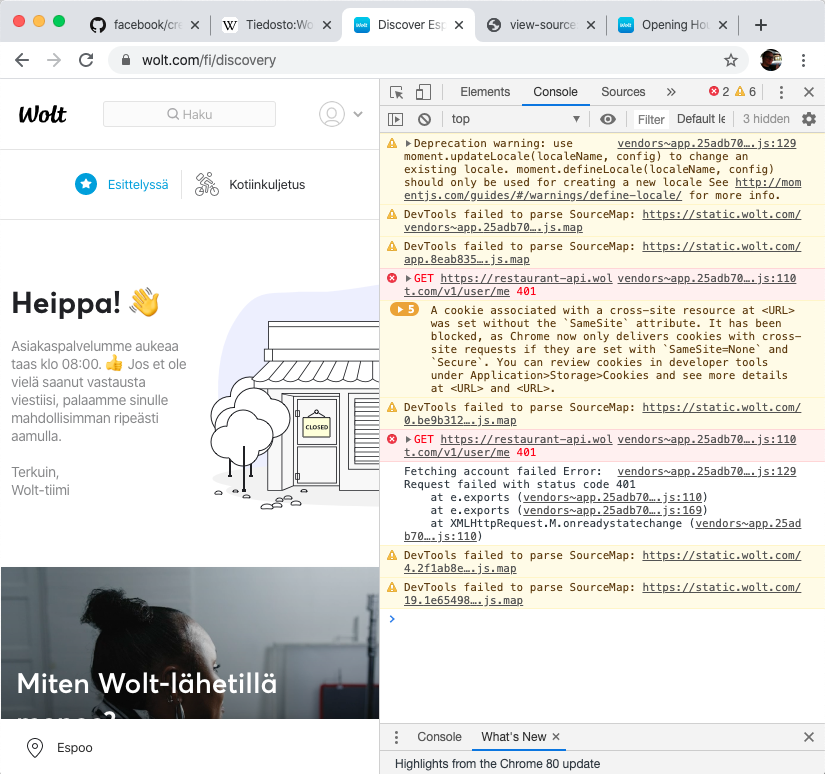 facebook/cre
Tiedosto:Wo
Discover Esp
view-source
Opening Hou
wolt.com/fi/discovery
Wolt
Haku
Esittelyssä
Kotiinkuljetus
Heippa! 👋
Asiakaspalvelumme aukeaa
taas klo 08:00. 👍 Jos et ole
vielä saanut vastausta
viestiisi, palaamme sinulle
mahdollisimman ripeästi
aamulla.
Terkuin,
Wolt-tiimi
CLOSED
Miten Wolt-lähetillä
menee?
Espoo
Elements Console Sources » 2 6
top Filter Default le 3 hidden
Deprecation warning: use vendors~app.25adb70….js:129
moment.updateLocale(localeName, config) to change an
existing locale. moment.defineLocale(localeName, config)
should only be used for creating a new locale See http://mom
entjs.com/guides/#/warnings/define-locale/ for more info.
DevTools failed to parse SourceMap: https://static.wolt.com/
vendors~app.25adb70….js.map
DevTools failed to parse SourceMap: https://static.wolt.com/
app.8eab835….js.map
GET https://restaurant-api.wol vendors~app.25adb70….js:110
t.com/v1/user/me 401
5 A cookie associated with a cross-site resource at <URL>
was set without the `SameSite` attribute. It has been
blocked, as Chrome now only delivers cookies with cross-
site requests if they are set with `SameSite=None` and
`Secure`. You can review cookies in developer tools
under Application>Storage>Cookies and see more details
at <URL> and <URL>.
DevTools failed to parse SourceMap: https://static.wolt.com/
0.be9b312….js.map
GET https://restaurant-api.wol vendors~app.25adb70….js:110
t.com/v1/user/me 401
Fetching account failed Error: vendors~app.25adb70….js:129
Request failed with status code 401
at e.exports (vendors~app.25adb70….js:110)
at e.exports (vendors~app.25adb70….js:169)
at XMLHttpRequest.M.onreadystatechange (vendors~app.25ad
b70….js:110)
DevTools failed to parse SourceMap: https://static.wolt.com/
4.2f1ab8e….js.map
DevTools failed to parse SourceMap: https://static.wolt.com/
19.1e65498….js.map
Console What's New
Highlights from the Chrome 80 update